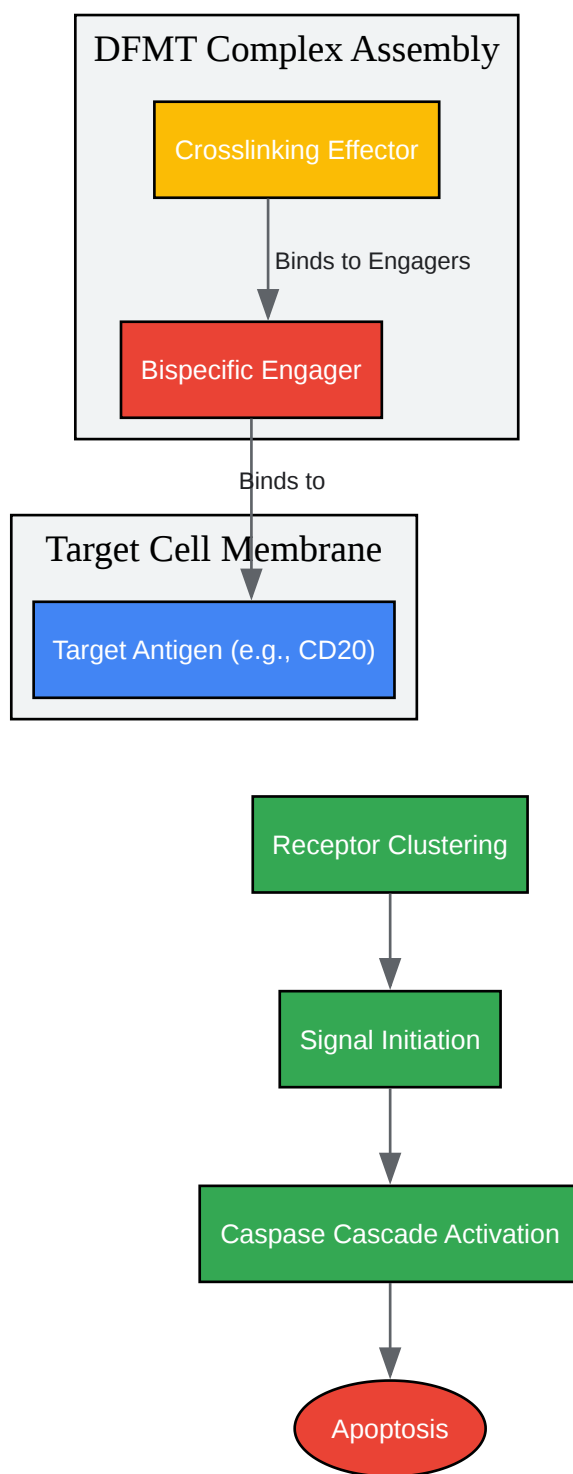 DFMT Complex Assembly
Crosslinking Effector
Binds to Engagers
Bispecific Engager
Binds to
Target Cell Membrane
Target Antigen (e.g., CD20)
Receptor Clustering
Signal Initiation
Caspase Cascade Activation
Apoptosis